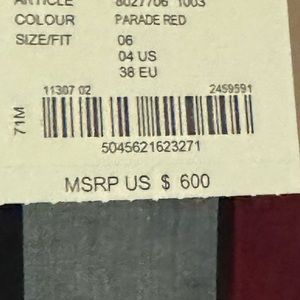 ARTICLE 8027706 1003
COLOUR PARADE RED
SIZE/FIT 06
04 US
38 EU
71M
11307 02 2459591
5045621623271
MSRP US $ 600